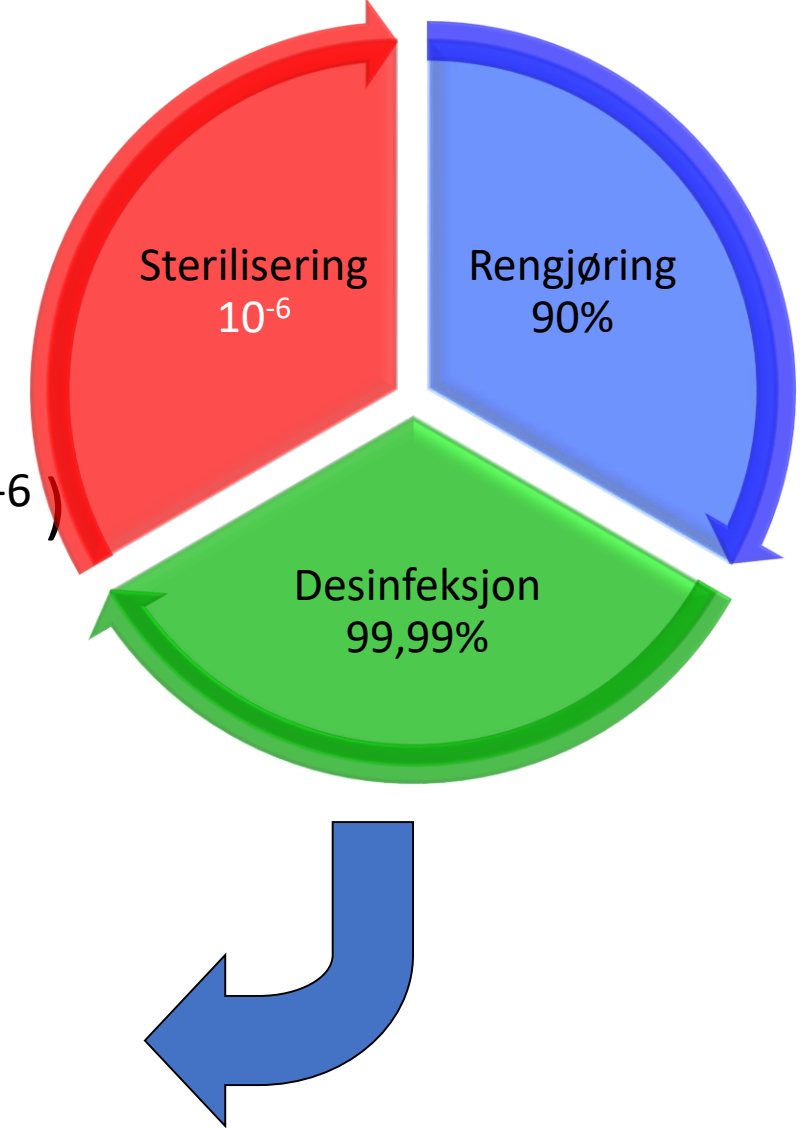 Sterilisering
10⁻⁶
Rengjøring
90%
-6 )
Desinfeksjon
99,99%